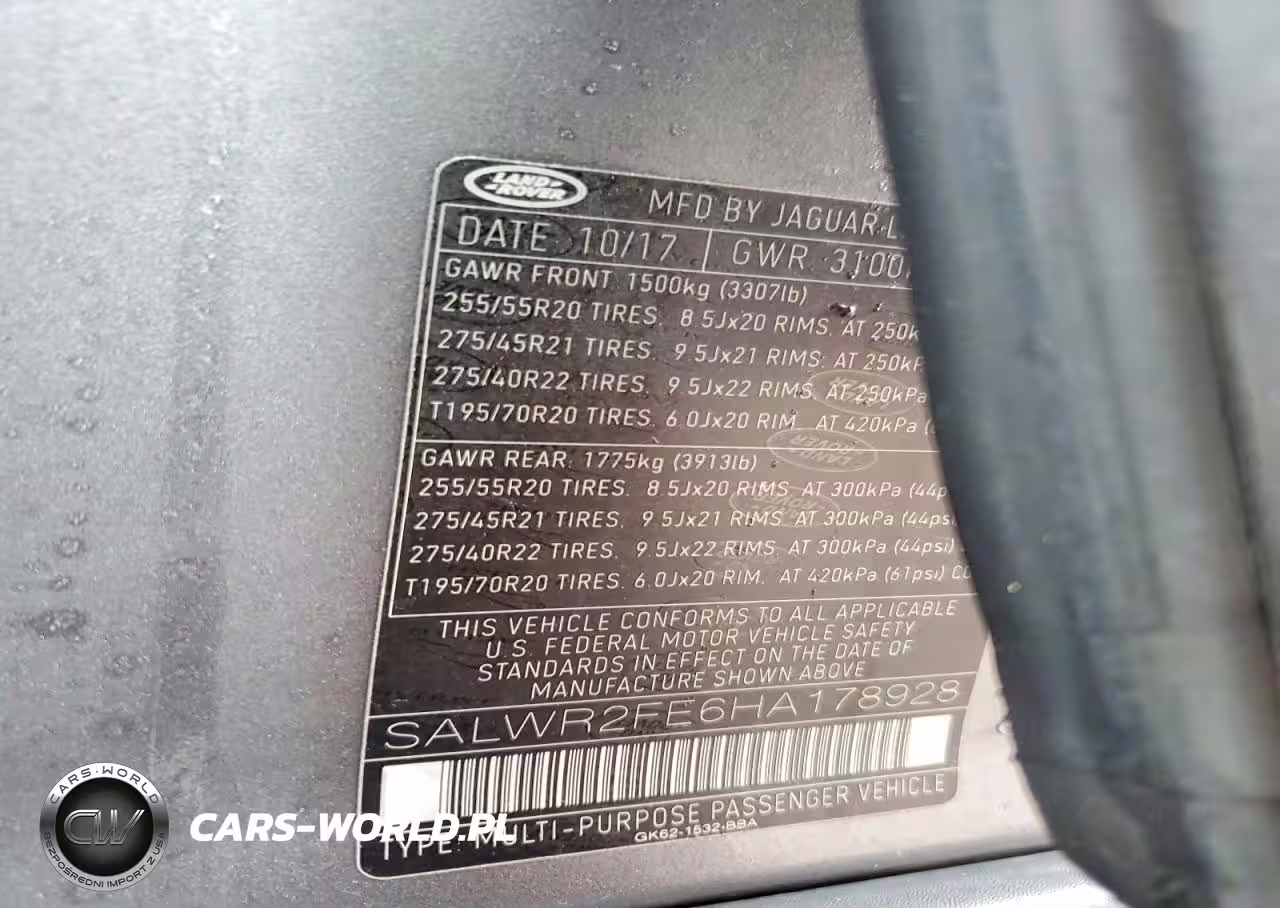 LAND ROVER
MFD BY JAGUAR L
DATE: 10/17 GWR: 3100
GAWR FRONT: 1500kg (3307lb)
255/55R20 TIRES. 8.5Jx20 RIMS. AT 250k
275/45R21 TIRES. 9.5Jx21 RIMS. AT 250kP
275/40R22 TIRES. 9.5Jx22 RIMS. AT 250kPa
T195/70R20 TIRES. 6.0Jx20 RIM. AT 420kPa (
GAWR REAR: 1775kg (3913lb)
255/55R20 TIRES. 8.5Jx20 RIMS. AT 300kPa (44p
275/45R21 TIRES. 9.5Jx21 RIMS. AT 300kPa (44psi
275/40R22 TIRES. 9.5Jx22 RIMS. AT 300kPa (44psi)
T195/70R20 TIRES. 6.0Jx20 RIM. AT 420kPa (61psi) CO
THIS VEHICLE CONFORMS TO ALL APPLICABLE
U.S. FEDERAL MOTOR VEHICLE SAFETY
STANDARDS IN EFFECT ON THE DATE OF
MANUFACTURE SHOWN ABOVE
SALWR2FE6HA178928
TYPE: MULTI-PURPOSE PASSENGER VEHICLE
GK62-1532-BBA
CARS-WORLD
CW
BEZPOŚREDNI IMPORT Z USA
CARS-WORLD.PL